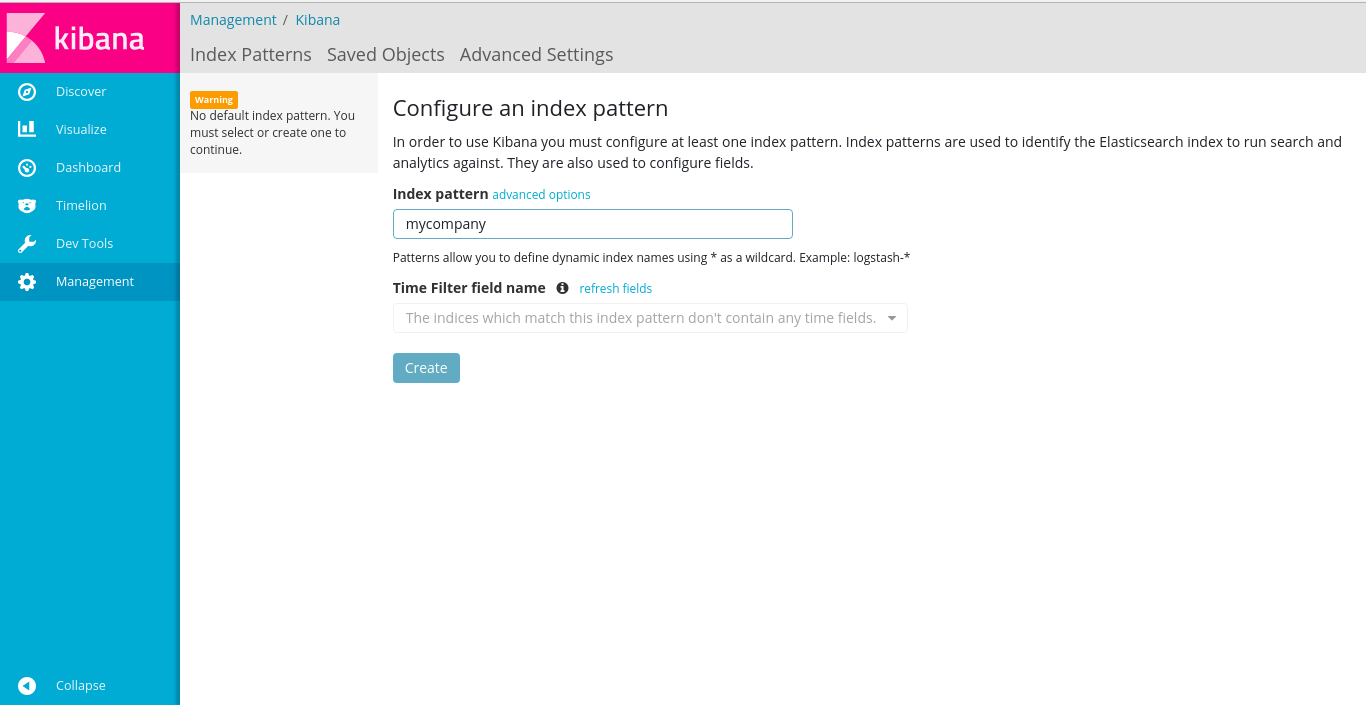 kibana
Discover
Visualize
Dashboard
Timelion
Dev Tools
Management
Collapse
Management / Kibana
Index Patterns Saved Objects Advanced Settings
Warning
No default index pattern. You
must select or create one to
continue.
Configure an index pattern
In order to use Kibana you must configure at least one index pattern. Index patterns are used to identify the Elasticsearch index to run search and
analytics against. They are also used to configure fields.
Index pattern advanced options
mycompany
Patterns allow you to define dynamic index names using * as a wildcard. Example: logstash-*
Time Filter field name refresh fields
The indices which match this index pattern don't contain any time fields.
Create